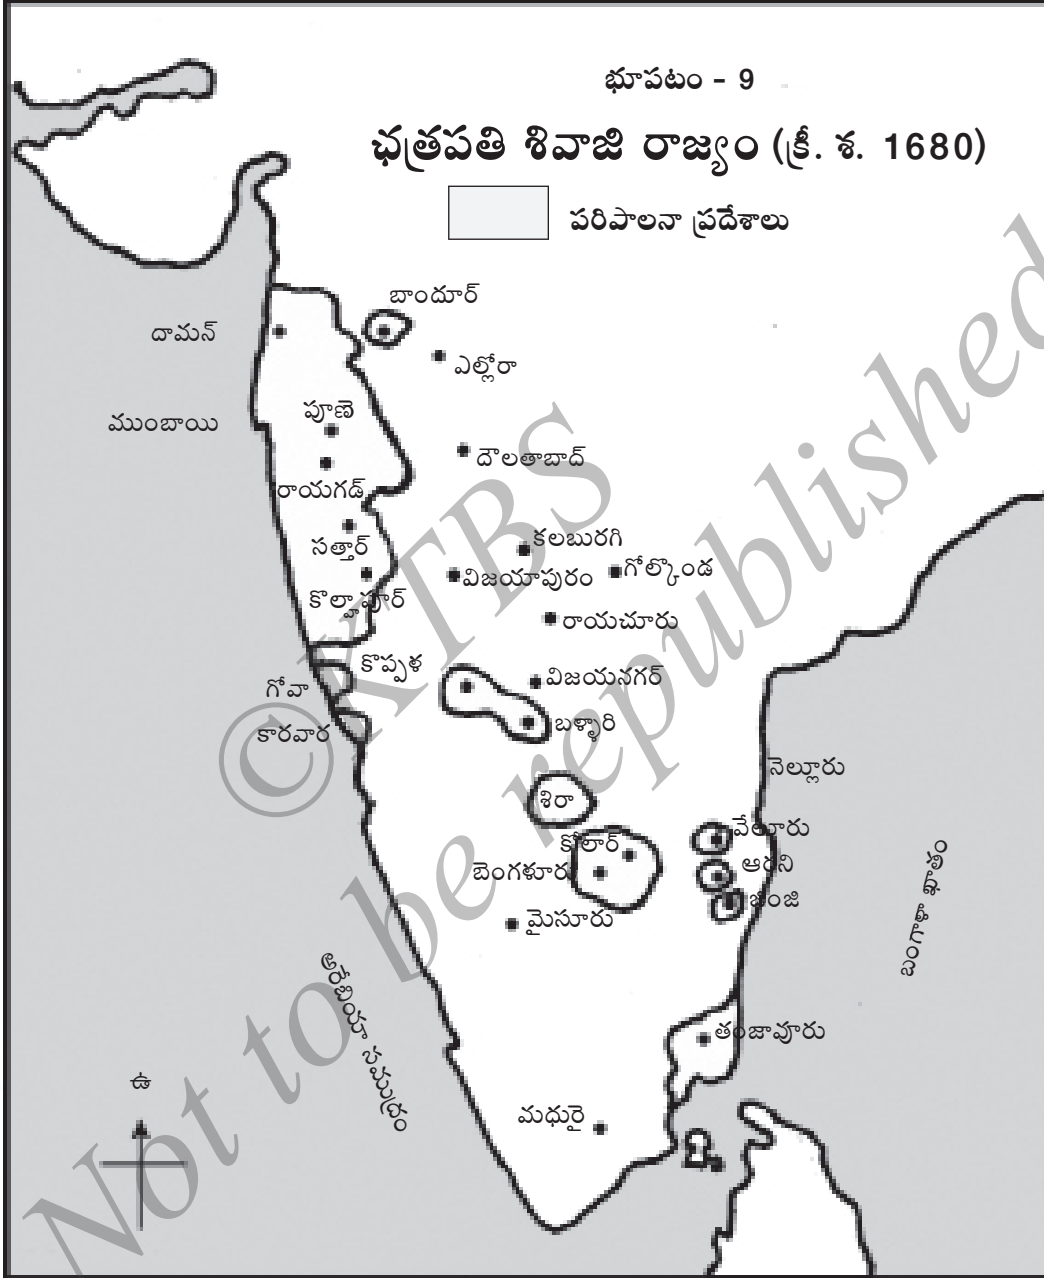 భూపటం - 9
ఛత్రపతి శివాజి రాజ్యం (క్రీ. శ. 1680)
పరిపాలనా ప్రదేశాలు
బాందూర్
దామన్
ఎల్లోరా
పూణె
ముంబాయి
దౌలతాబాద్
రాయగడ్
సత్తార్
కలబురగి
విజయాపురం
గోల్కొండ
కొల్హాపూర్
రాయచూరు
కొప్పళ
విజయనగర్
గోవా
బళ్ళారి
కారవార
నెల్లూరు
శిరా
వేలూరు
కోలార్
ఆరని
బెంగళూరు
జింజి
మైసూరు
బంగాళా ఖాతం
అరేబియా సముద్రం
తంజావూరు
ఉ
మధురై
©KTBS
Not to be republished